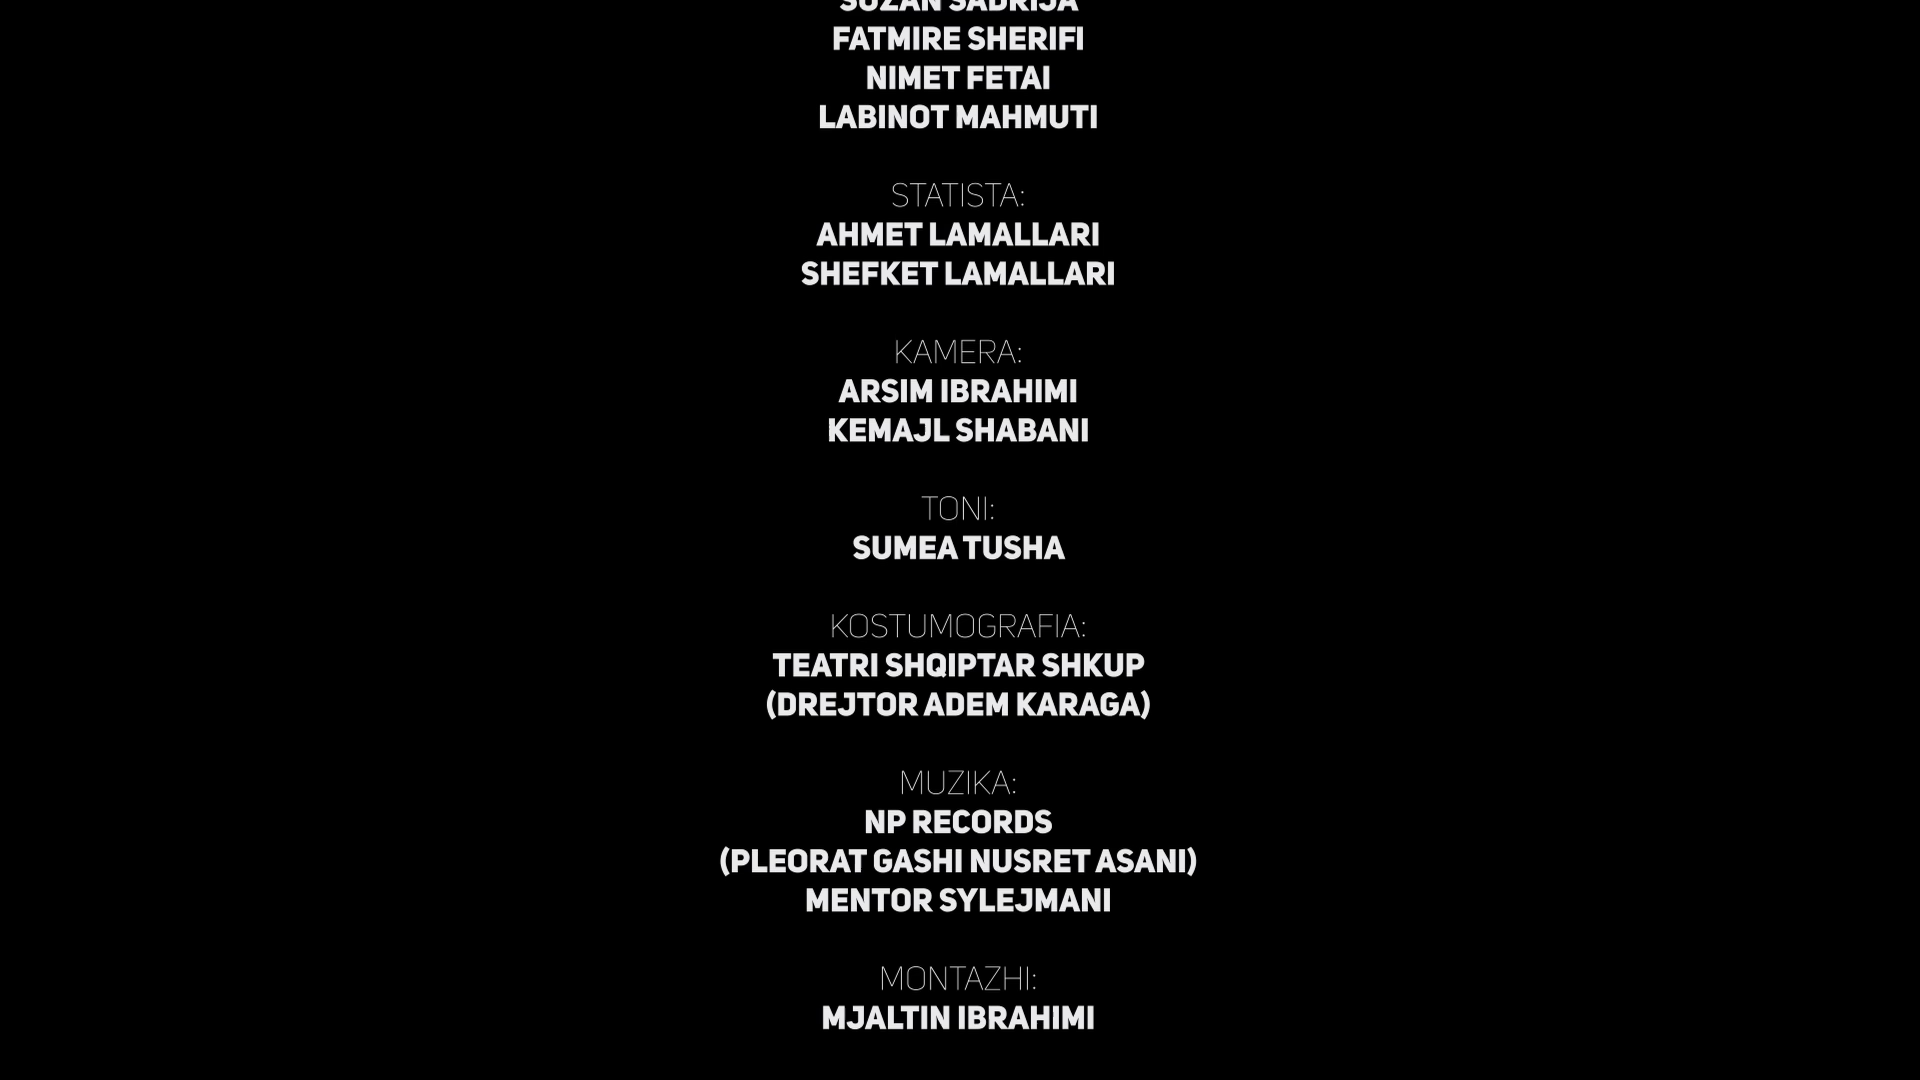 SUZAN SADRIJA
FATMIRE SHERIFI
NIMET FETAI
LABINOT MAHMUTI
STATISTA:
AHMET LAMALLARI
SHEFKET LAMALLARI
KAMERA:
ARSIM IBRAHIMI
KEMAJL SHABANI
TONI:
SUMEA TUSHA
KOSTUMOGRAFIA:
TEATRI SHQIPTAR SHKUP
(DREJTOR ADEM KARAGA)
MUZIKA:
NP RECORDS
(PLEORAT GASHI NUSRET ASANI)
MENTOR SYLEJMANI
MONTAZHI:
MJALTIN IBRAHIMI